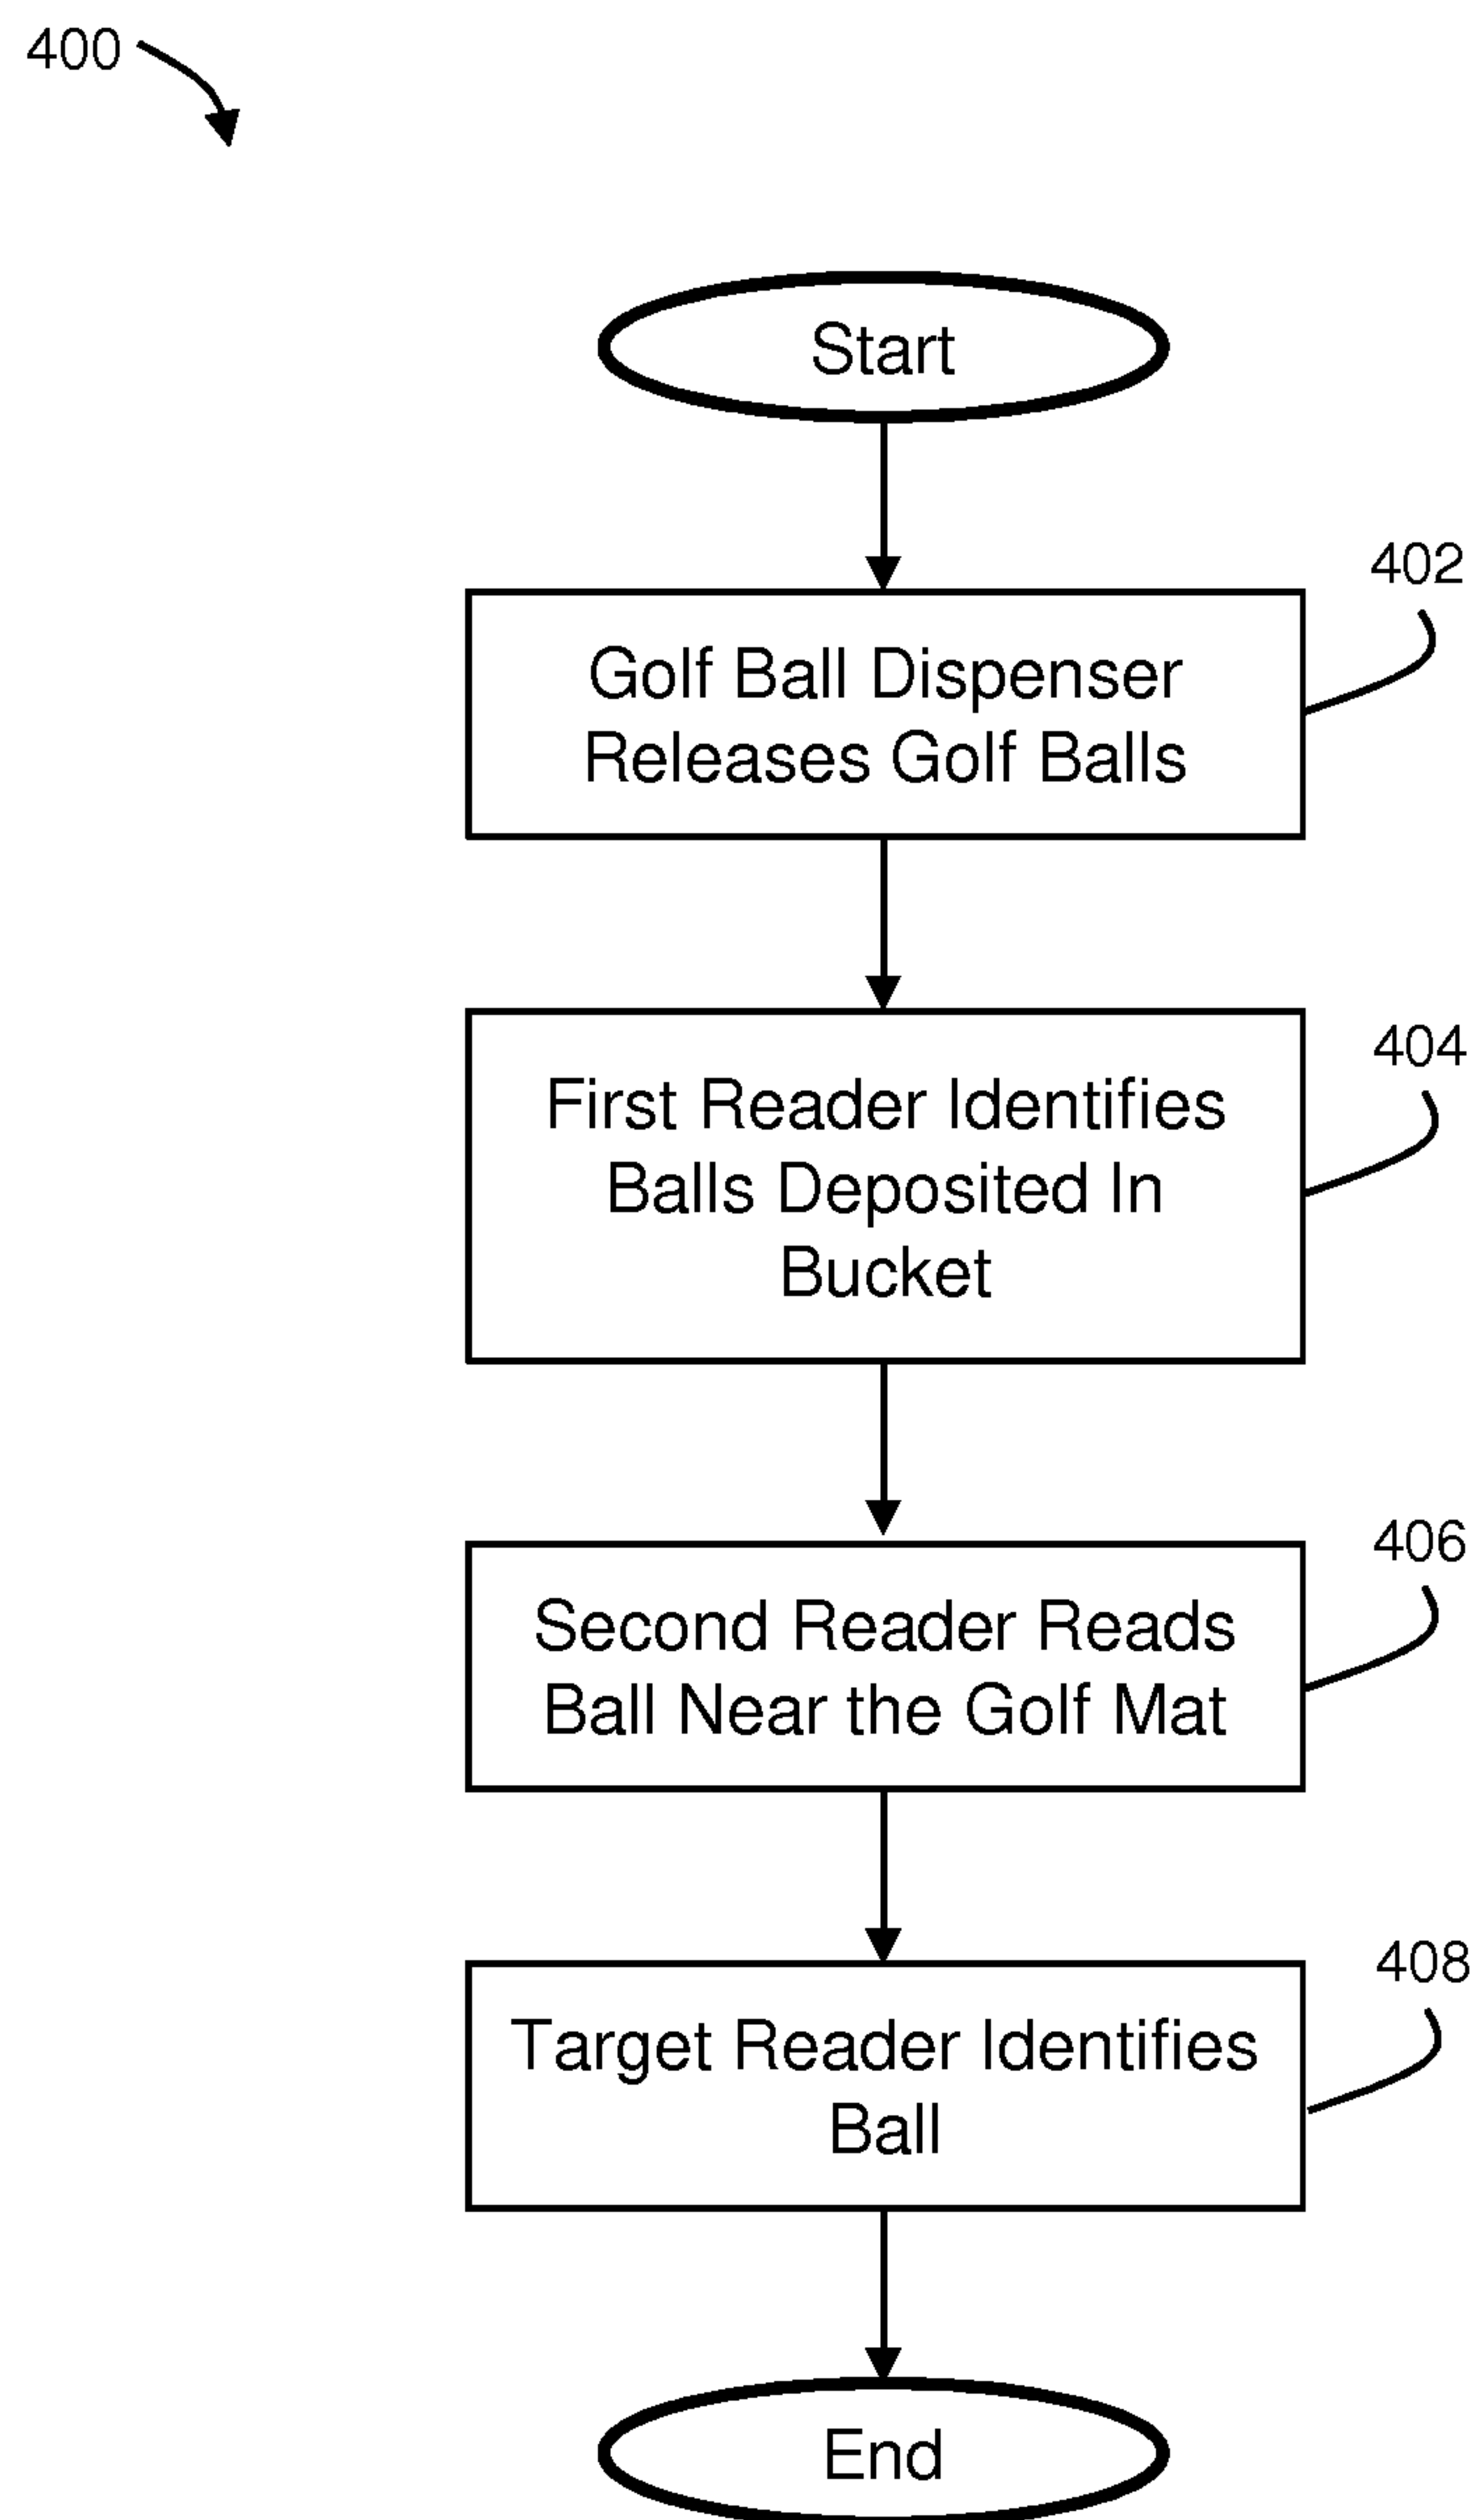 400
Start
402
Golf Ball Dispenser
Releases Golf Balls
404
First Reader Identifies
Balls Deposited In
Bucket
406
Second Reader Reads
Ball Near the Golf Mat
408
Target Reader Identifies
Ball
End